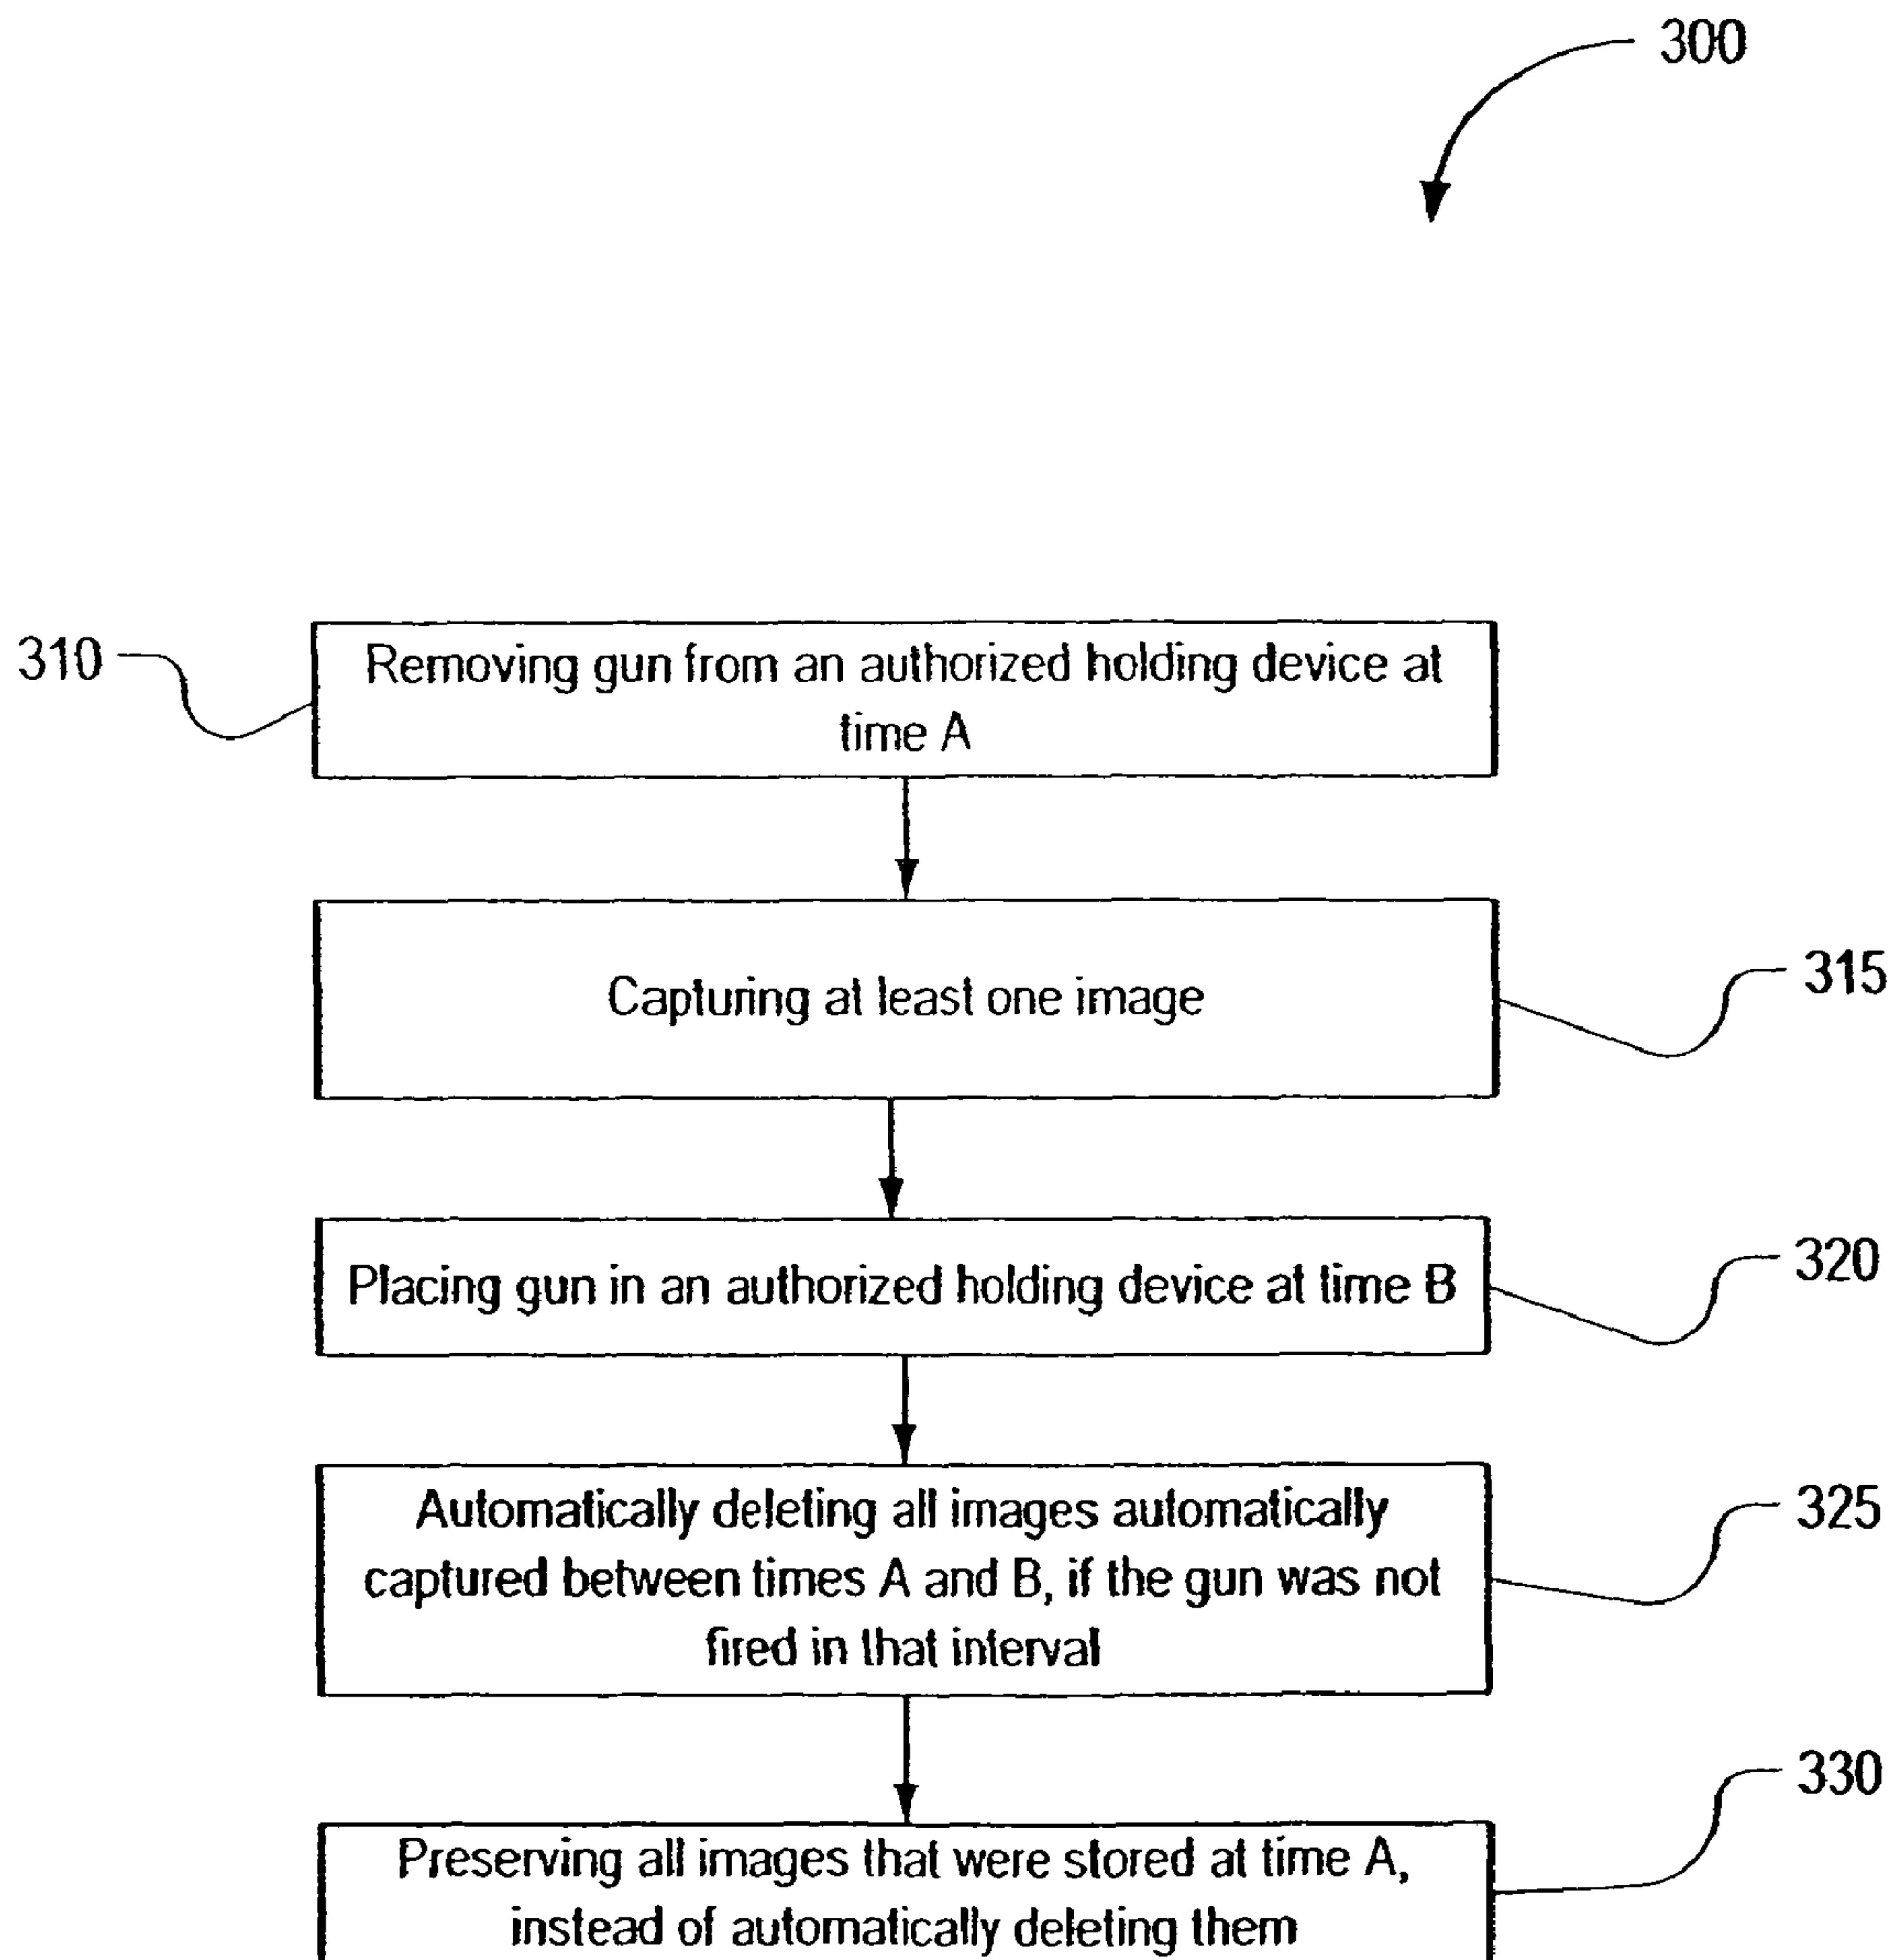 300
310
Removing gun from an authorized holding device at
time A
Capturing at least one image
315
Placing gun in an authorized holding device at time B
320
Automatically deleting all images automatically
captured between times A and B, if the gun was not
fired in that interval
325
330
Preserving all images that were stored at time A,
instead of automatically deleting them